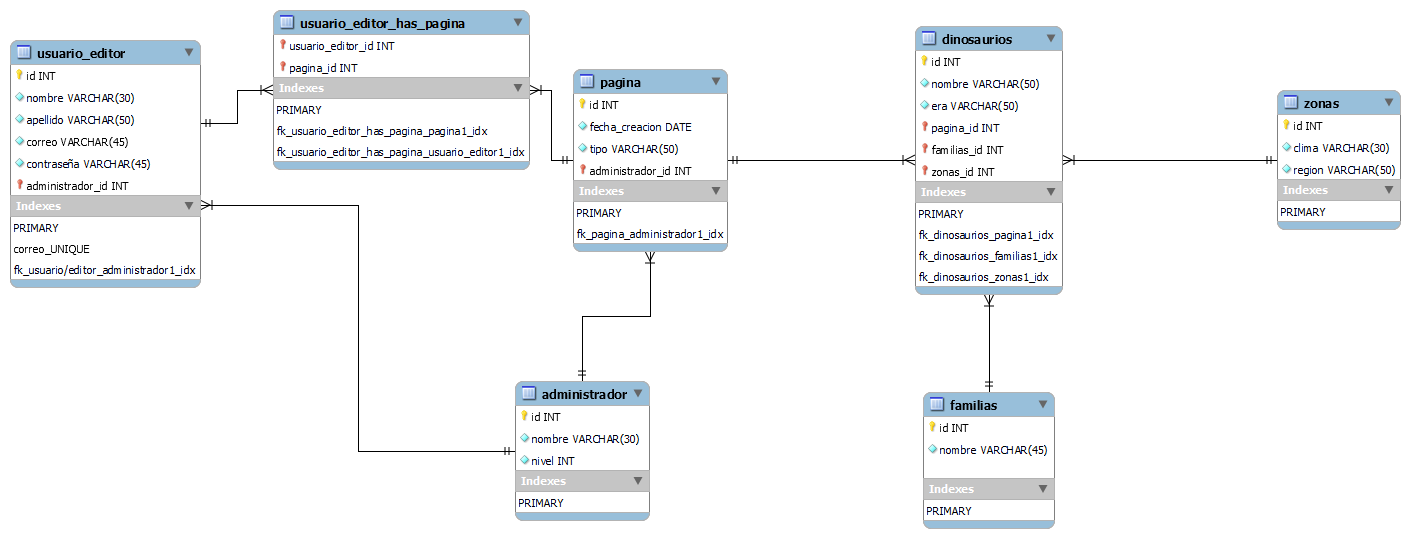 usuario_editor
id INT
nombre VARCHAR(30)
apellido VARCHAR(50)
correo VARCHAR(45)
contraseña VARCHAR(45)
administrador_id INT
Indexes
PRIMARY
correo_UNIQUE
fk_usuario/editor_administrador1_idx
usuario_editor_has_pagina
usuario_editor_id INT
pagina_id INT
Indexes
PRIMARY
fk_usuario_editor_has_pagina_pagina1_idx
fk_usuario_editor_has_pagina_usuario_editor1_idx
pagina
id INT
fecha_creacion DATE
tipo VARCHAR(50)
administrador_id INT
Indexes
PRIMARY
fk_pagina_administrador1_idx
dinosaurios
id INT
nombre VARCHAR(50)
era VARCHAR(50)
pagina_id INT
familias_id INT
zonas_id INT
Indexes
PRIMARY
fk_dinosaurios_pagina1_idx
fk_dinosaurios_familias1_idx
fk_dinosaurios_zonas1_idx
zonas
id INT
clima VARCHAR(30)
region VARCHAR(50)
Indexes
PRIMARY
administrador
id INT
nombre VARCHAR(30)
nivel INT
Indexes
PRIMARY
familias
id INT
nombre VARCHAR(45)
Indexes
PRIMARY